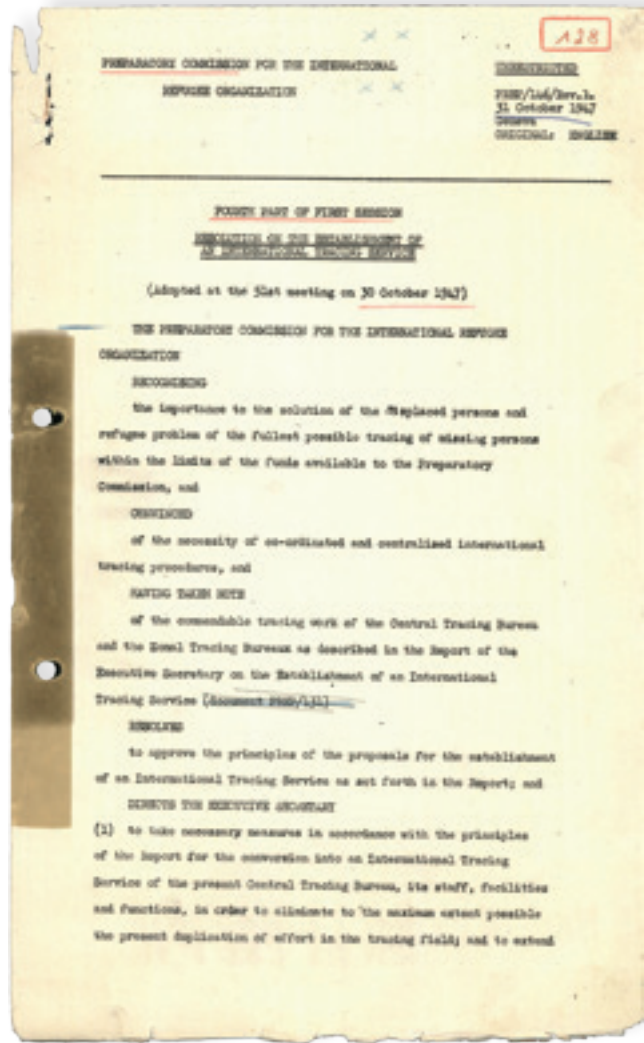 128
PREPARATORY COMMISSION FOR THE INTERNATIONAL
REFUGEE ORGANIZATION
UNRESTRICTED
PREP/146/Rev.1.
31 October 1947
Geneva
ORIGINAL: ENGLISH
FOURTH PART OF FIRST SESSION
RESOLUTION ON THE ESTABLISHMENT OF
AN INTERNATIONAL TRACING SERVICE
(Adopted at the 51st meeting on 30 October 1947)
THE PREPARATORY COMMISSION FOR THE INTERNATIONAL REFUGEE
ORGANIZATION
RECOGNIZING
the importance to the solution of the displaced persons and
refugee problem of the fullest possible tracing of missing persons
within the limits of the funds available to the Preparatory
Commission, and
CONVINCED
of the necessity of co-ordinated and centralized international
tracing procedures, and
HAVING TAKEN NOTE
of the commendable tracing work of the Central Tracing Bureau
and the Zonal Tracing Bureaux as described in the Report of the
Executive Secretary on the Establishment of an International
Tracing Service (document PREP/131)
RESOLVES
to approve the principles of the proposals for the establishment
of an International Tracing Service as set forth in the Report; and
DIRECTS THE EXECUTIVE SECRETARY
(1) to take necessary measures in accordance with the principles
of the Report for the conversion into an International Tracing
Service of the present Central Tracing Bureau, its staff, facilities
and functions, in order to eliminate to the maximum extent possible
the present duplication of effort in the tracing field; and to extend